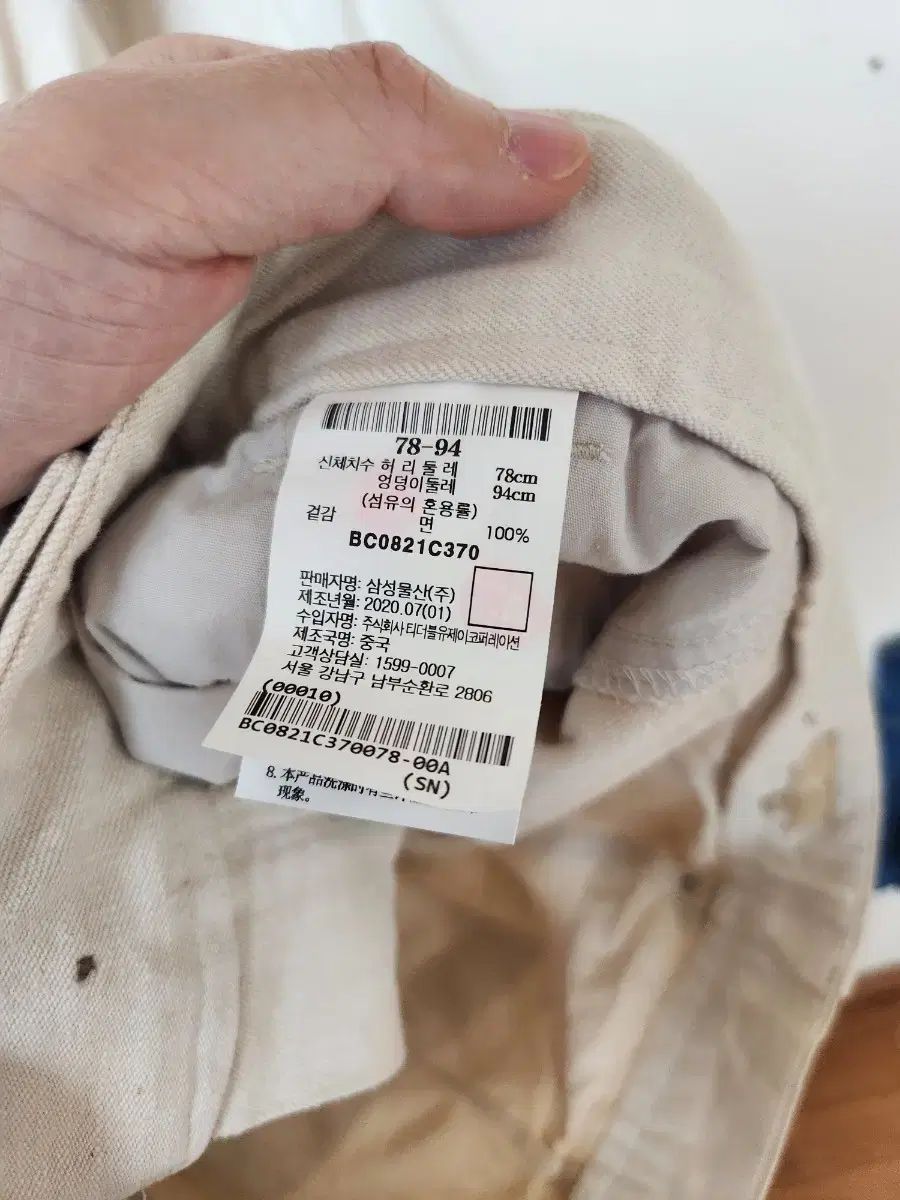 78-94
신체치수 허 리 둘 레 78cm
엉덩이둘레 94cm
(섬유의 혼용률)
겉감 면 100%
BC0821C370
판매자명: 삼성물산(주)
제조년월: 2020.07(01)
수입자명: 주식회사 티더블유제이코퍼레이션
제조국명: 중국
고객상담실: 1599-0007
서울 강남구 남부순환로 2806
(00010)
BC0821C370078-00A
(SN)
8. 本产品洗涤时有
现象。